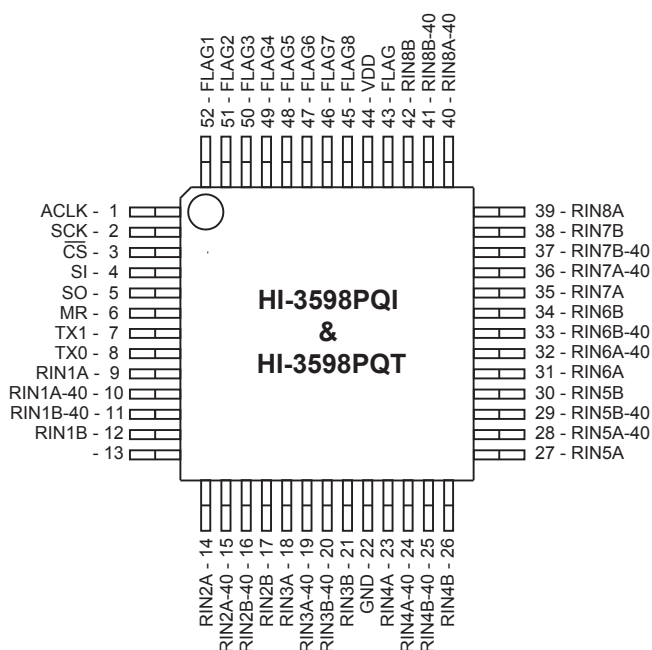 52 - FLAG1
51 - FLAG2
50 - FLAG3
49 - FLAG4
48 - FLAG5
47 - FLAG6
46 - FLAG7
45 - FLAG8
44 - VDD
43 - FLAG
42 - RIN8B
41 - RIN8B-40
40 - RIN8A-40
ACLK - 1
SCK - 2
C̅S̅ - 3
SI - 4
SO - 5
MR - 6
TX1 - 7
TX0 - 8
RIN1A - 9
RIN1A-40 - 10
RIN1B-40 - 11
RIN1B - 12
- 13
HI-3598PQI
&
HI-3598PQT
39 - RIN8A
38 - RIN7B
37 - RIN7B-40
36 - RIN7A-40
35 - RIN7A
34 - RIN6B
33 - RIN6B-40
32 - RIN6A-40
31 - RIN6A
30 - RIN5B
29 - RIN5B-40
28 - RIN5A-40
27 - RIN5A
RIN2A - 14
RIN2A-40 - 15
RIN2B-40 - 16
RIN2B - 17
RIN3A - 18
RIN3A-40 - 19
RIN3B-40 - 20
RIN3B - 21
GND - 22
RIN4A - 23
RIN4A-40 - 24
RIN4B-40 - 25
RIN4B - 26